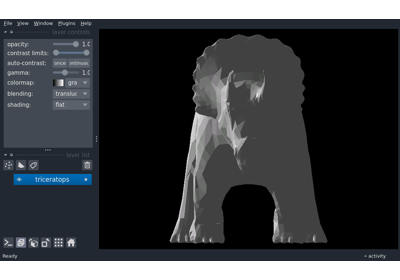 File View Window Plugins Help
layer controls
opacity: 1.0
contrast limits:
auto-contrast: once continuous
gamma: 1.0
colormap: gra
blending: transluc
shading: flat
layer list
triceratops
Ready
activity